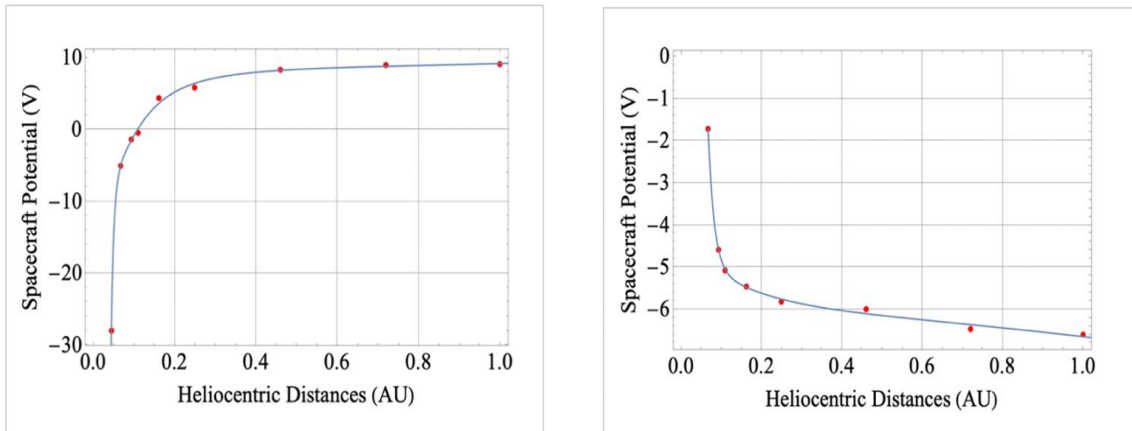 Spacecraft Potential (V)
10
0
−10
−20
−30
0.0 0.2 0.4 0.6 0.8 1.0
Heliocentric Distances (AU)
Spacecraft Potential (V)
0
−1
−2
−3
−4
−5
−6
0.0 0.2 0.4 0.6 0.8 1.0
Heliocentric Distances (AU)